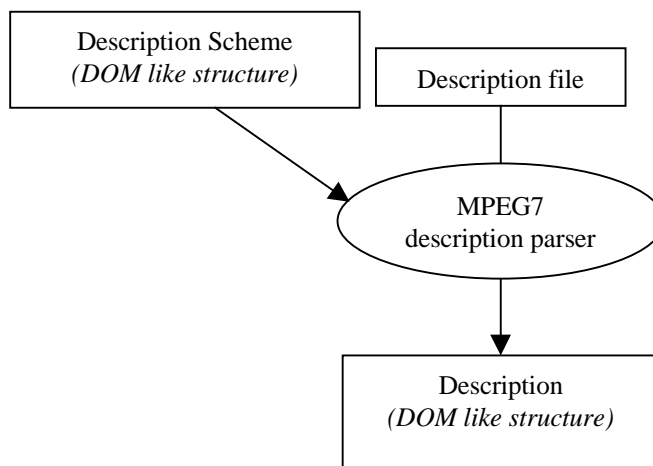 Description Scheme
(DOM like structure)
Description file
MPEG7
description parser
Description
(DOM like structure)